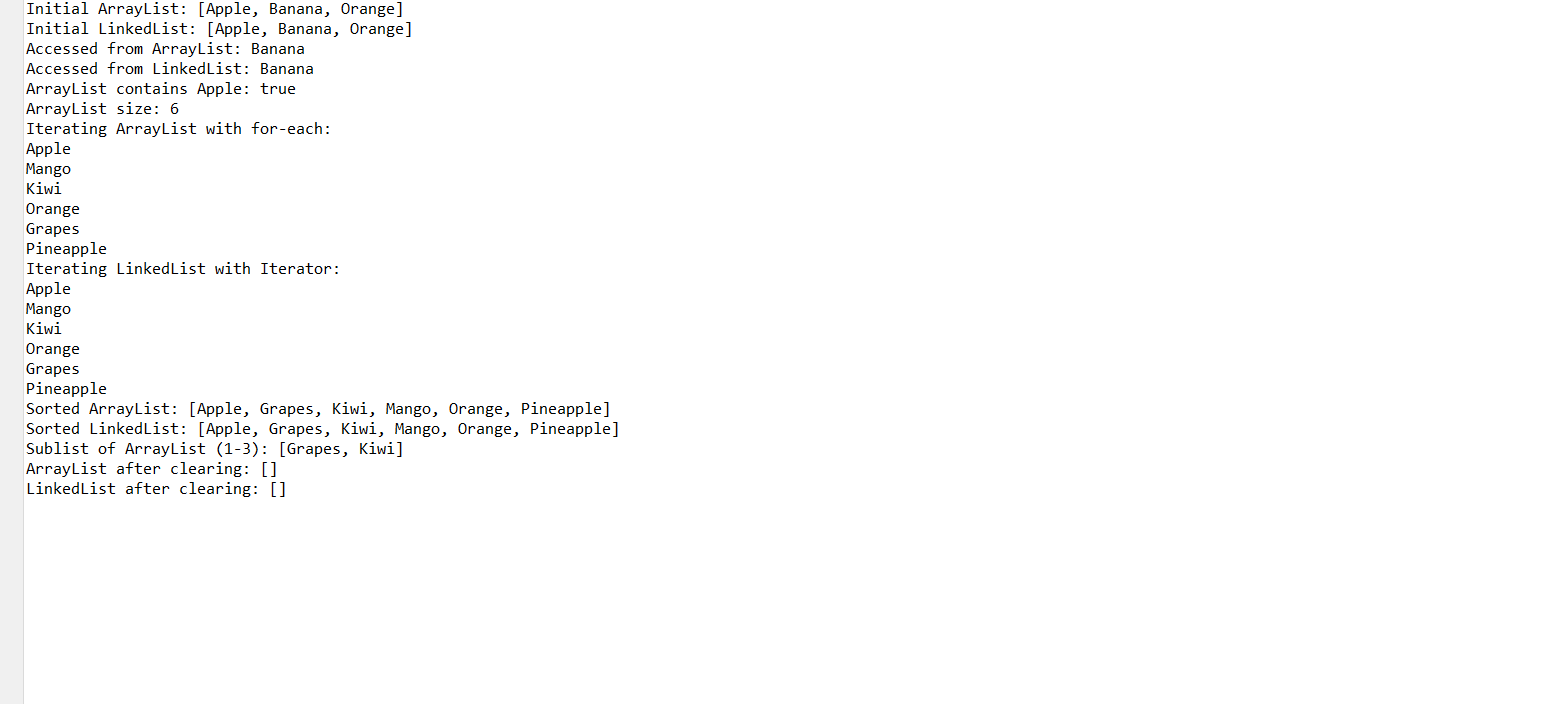 Initial ArrayList: [Apple, Banana, Orange]
Initial LinkedList: [Apple, Banana, Orange]
Accessed from ArrayList: Banana
Accessed from LinkedList: Banana
ArrayList contains Apple: true
ArrayList size: 6
Iterating ArrayList with for-each:
Apple
Mango
Kiwi
Orange
Grapes
Pineapple
Iterating LinkedList with Iterator:
Apple
Mango
Kiwi
Orange
Grapes
Pineapple
Sorted ArrayList: [Apple, Grapes, Kiwi, Mango, Orange, Pineapple]
Sorted LinkedList: [Apple, Grapes, Kiwi, Mango, Orange, Pineapple]
Sublist of ArrayList (1-3): [Grapes, Kiwi]
ArrayList after clearing: []
LinkedList after clearing: []